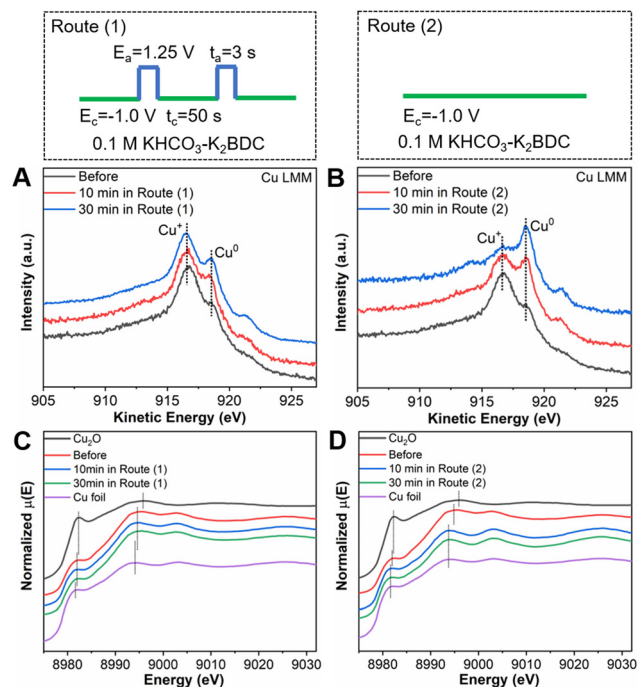 Route (1)
Eₐ=1.25 V tₐ=3 s
E꜀=-1.0 V t꜀=50 s
0.1 M KHCO₃-K₂BDC
Route (2)
E꜀=-1.0 V
0.1 M KHCO₃-K₂BDC
A
Before
10 min in Route (1)
30 min in Route (1)
Cu LMM
Cu⁺
Cu⁰
Intensity (a.u.)
905 910 915 920 925
Kinetic Energy (eV)
B
Before
10 min in Route (2)
30 min in Route (2)
Cu LMM
Cu⁺
Cu⁰
Intensity (a.u.)
905 910 915 920 925
Kinetic Energy (eV)
C
Cu₂O
Before
10min in Route (1)
30min in Route (1)
Cu foil
Normalized μ(E)
8980 8990 9000 9010 9020 9030
Energy (eV)
D
Cu₂O
Before
10 min in Route (2)
30 min in Route (2)
Cu foil
Normalized μ(E)
8980 8990 9000 9010 9020 9030
Energy (eV)